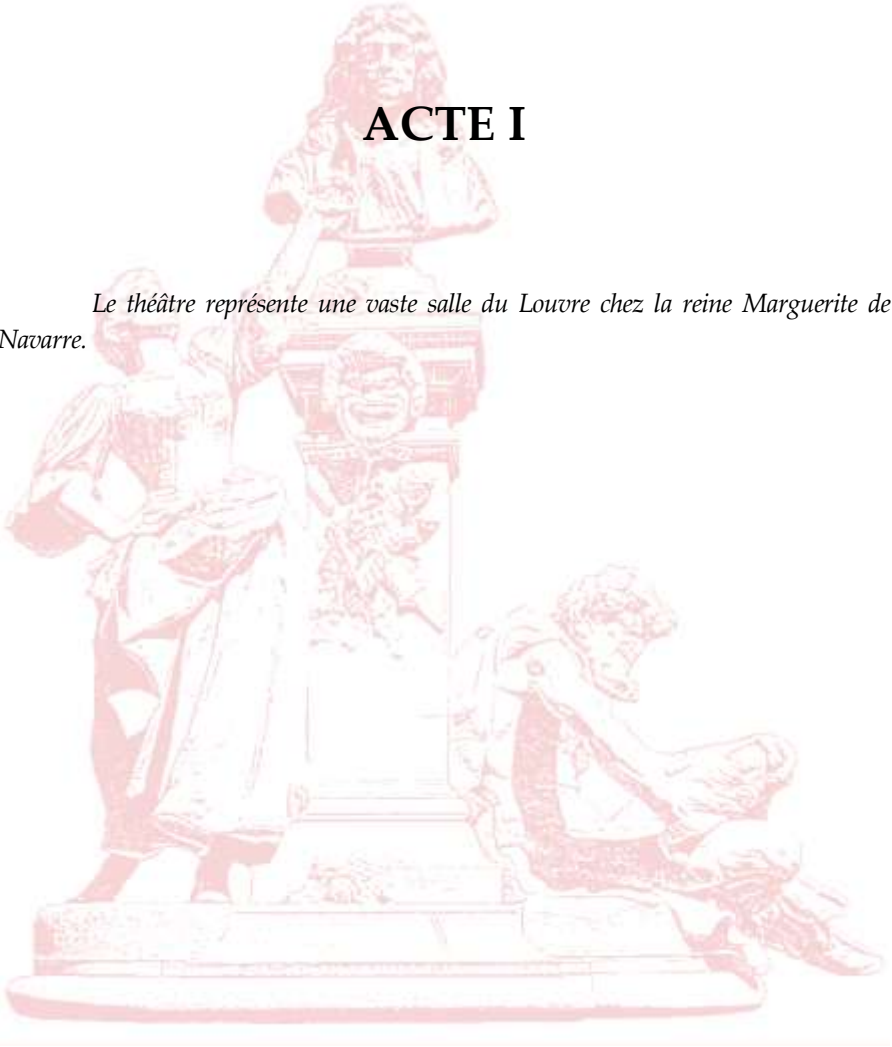 ACTE I
Le théâtre représente une vaste salle du Louvre chez la reine Marguerite de
Navarre.